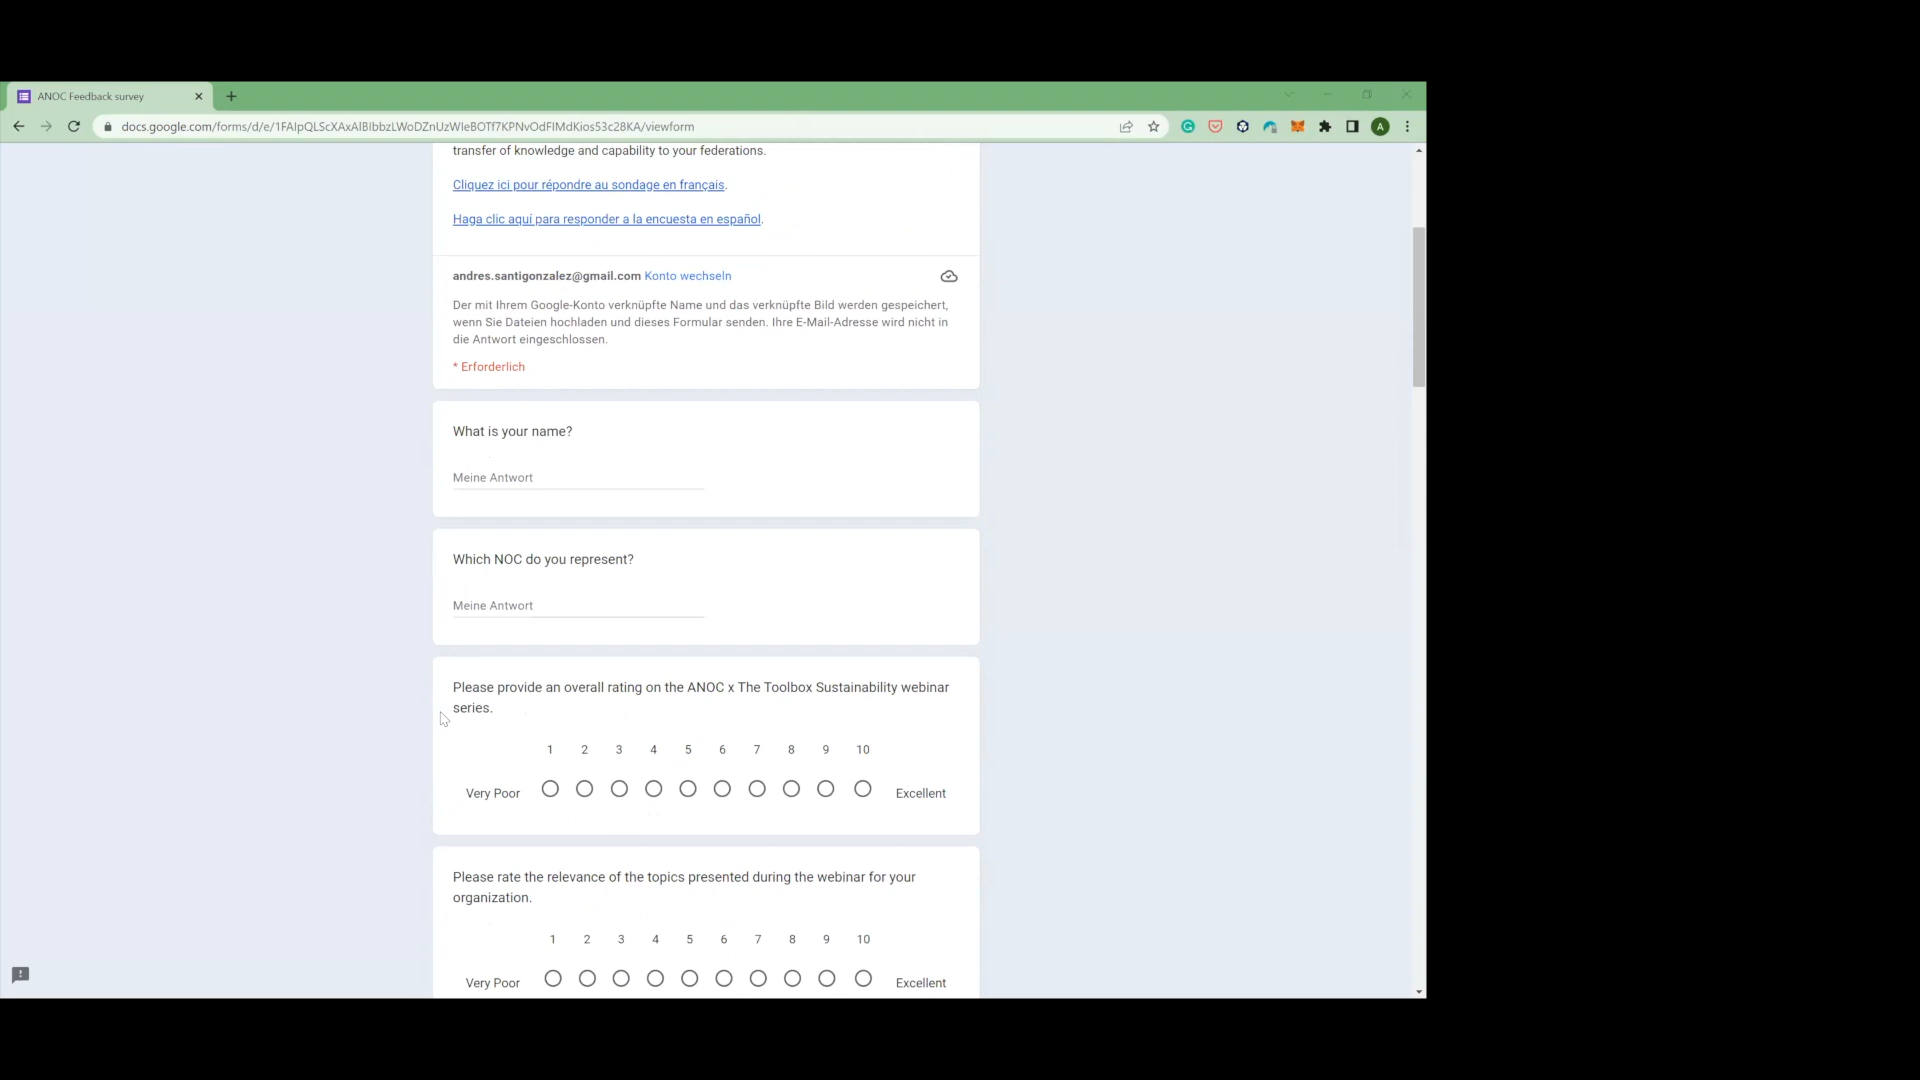 ANOC Feedback survey
docs.google.com/forms/d/e/1FAIpQLScXAxAlBIbbzLWoDZnUzWIeBOTf7KPNvOdFIMdKios53c28KA/viewform
A
transfer of knowledge and capability to your federations.
Cliquez ici pour répondre au sondage en français.
Haga clic aquí para responder a la encuesta en español.
andres.santigonzalez@gmail.com Konto wechseln
Der mit Ihrem Google-Konto verknüpfte Name und das verknüpfte Bild werden gespeichert,
wenn Sie Dateien hochladen und dieses Formular senden. Ihre E-Mail-Adresse wird nicht in
die Antwort eingeschlossen.
* Erforderlich
What is your name?
Meine Antwort
Which NOC do you represent?
Meine Antwort
Please provide an overall rating on the ANOC x The Toolbox Sustainability webinar
series.
1 2 3 4 5 6 7 8 9 10
Very Poor Excellent
Please rate the relevance of the topics presented during the webinar for your
organization.
1 2 3 4 5 6 7 8 9 10
Very Poor Excellent